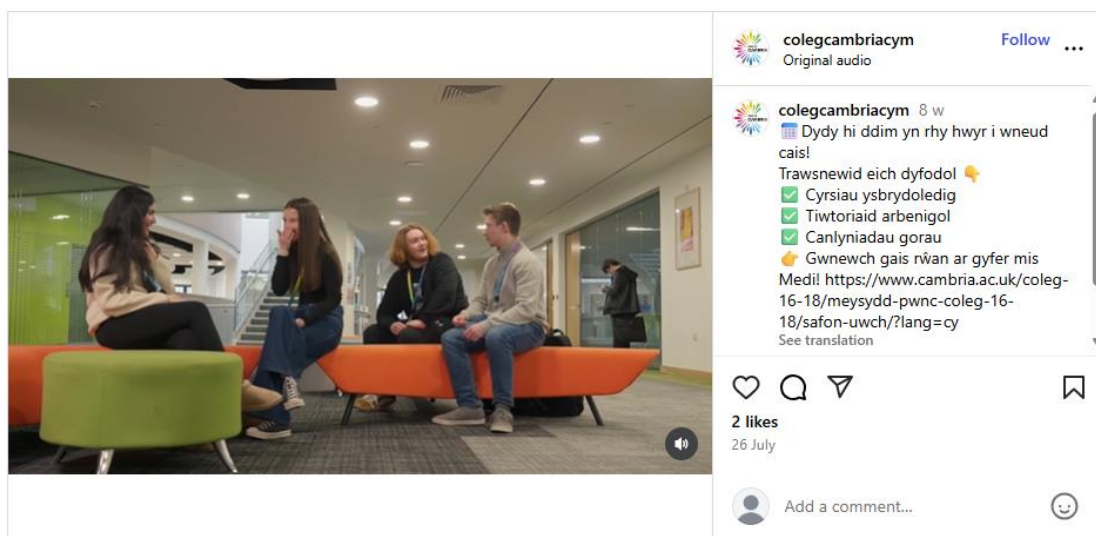 colegcambriacym
Follow
...
Original audio
colegcambriacym 8 w
🗓️ Dydy hi ddim yn rhy hwyr i wneud
cais!
Trawsnewid eich dyfodol 👇
✅ Cyrsiau ysbrydoledig
✅ Tiwtoriaid arbenigol
✅ Canlyniadau gorau
👉 Gwnewch gais rŵan ar gyfer mis
Medi! https://www.cambria.ac.uk/coleg-
16-18/meysydd-pwnc-coleg-16-
18/safon-uwch/?lang=cy
See translation
2 likes
26 July
Add a comment...